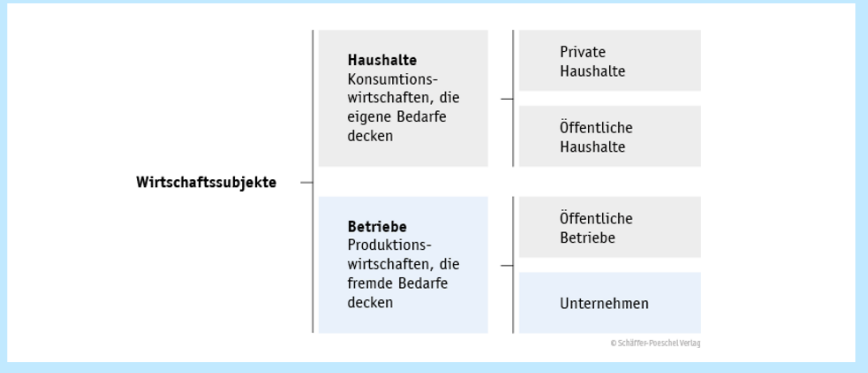 Wirtschaftssubjekte
Haushalte
Konsumtions-
wirtschaften, die
eigene Bedarfe
decken
Private
Haushalte
Öffentliche
Haushalte
Betriebe
Produktions-
wirtschaften, die
fremde Bedarfe
decken
Öffentliche
Betriebe
Unternehmen
© Schäffer-Poeschel Verlag